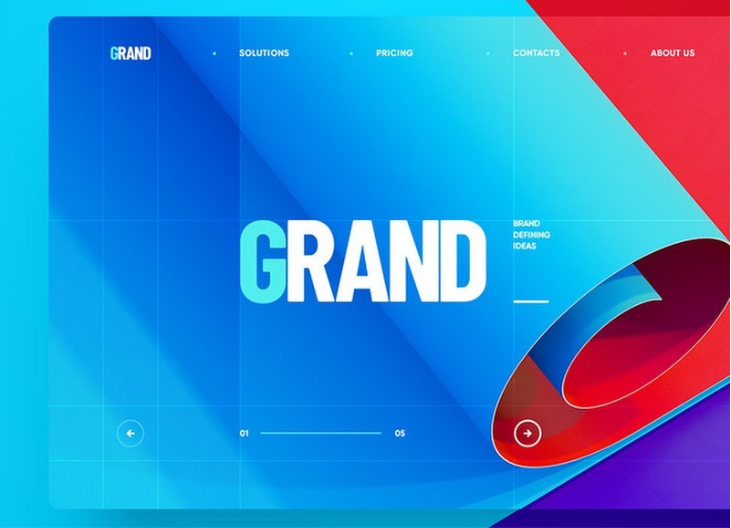 GRAND
SOLUTIONS
PRICING
CONTACTS
ABOUT US
GRAND
BRAND
DEFINING
IDEAS
01
05